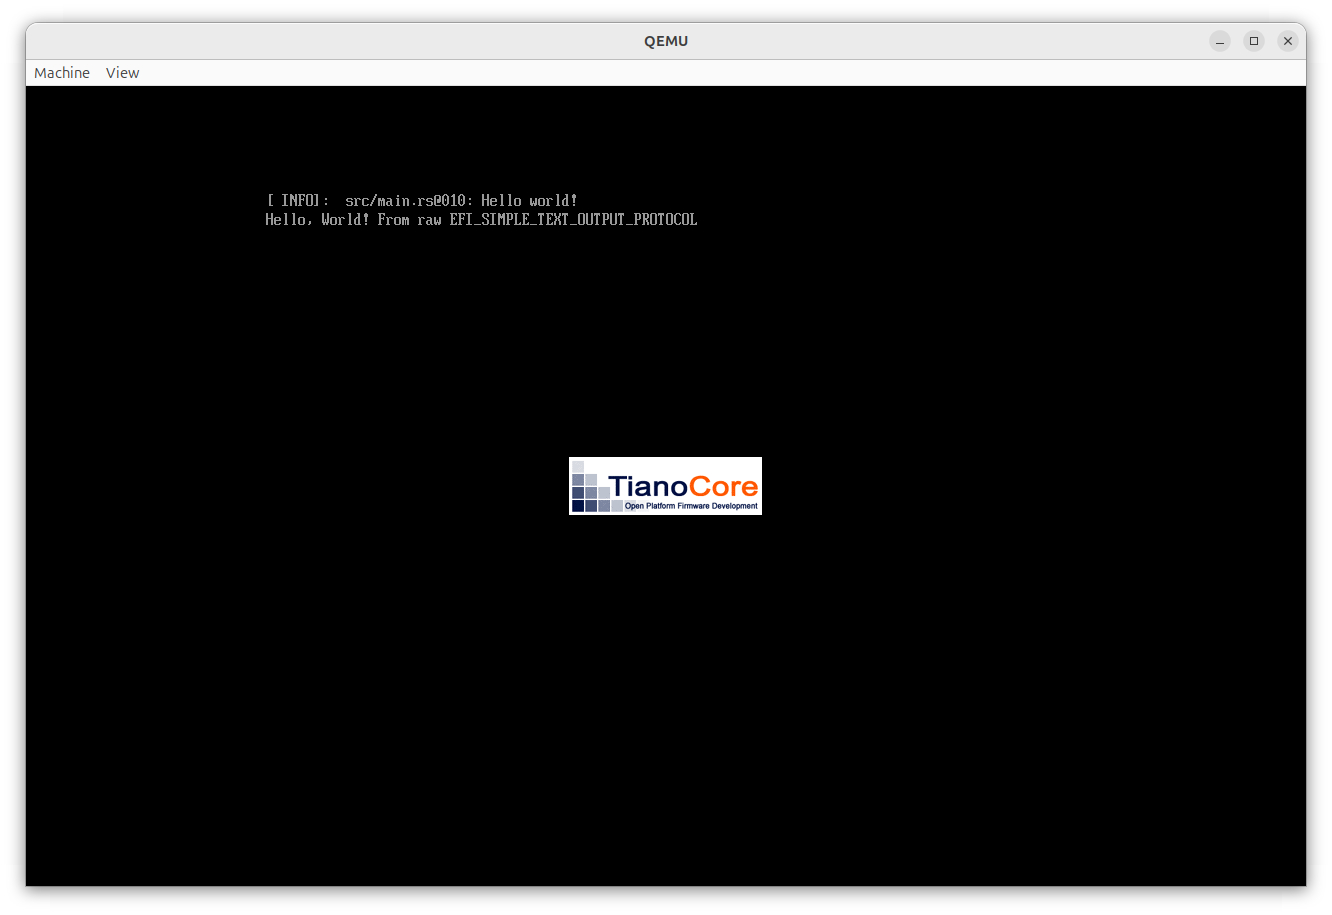 QEMU
Machine View
[ INFO]:  src/main.rs@010: Hello world!
Hello, World! From raw EFI_SIMPLE_TEXT_OUTPUT_PROTOCOL
TianoCore
Open Platform Firmware Development